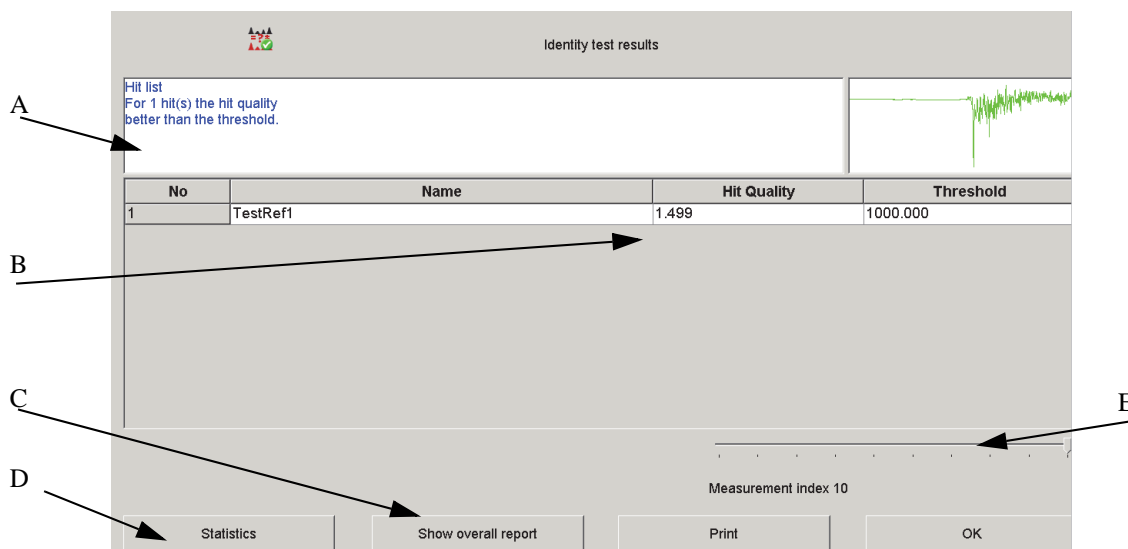 Identity test results
A
Hit list
For 1 hit(s) the hit quality
better than the threshold.
No Name Hit Quality Threshold
1 TestRef1 1.499 1000.000
B
C
E
Measurement index 10
D
Statistics Show overall report Print OK